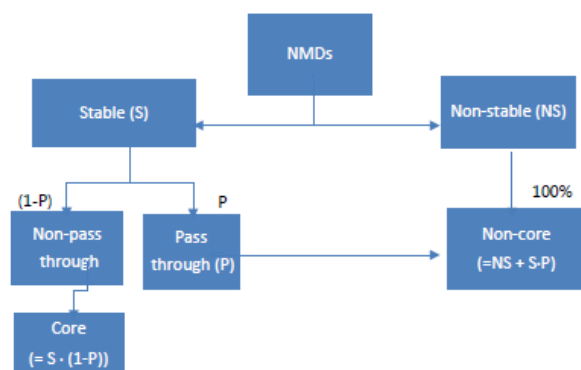 NMDs
Stable (S)
Non-stable (NS)
(1-P)
P
100%
Non-pass
through
Pass
through (P)
Non-core
(=NS + S·P)
Core
(= S · (1-P))